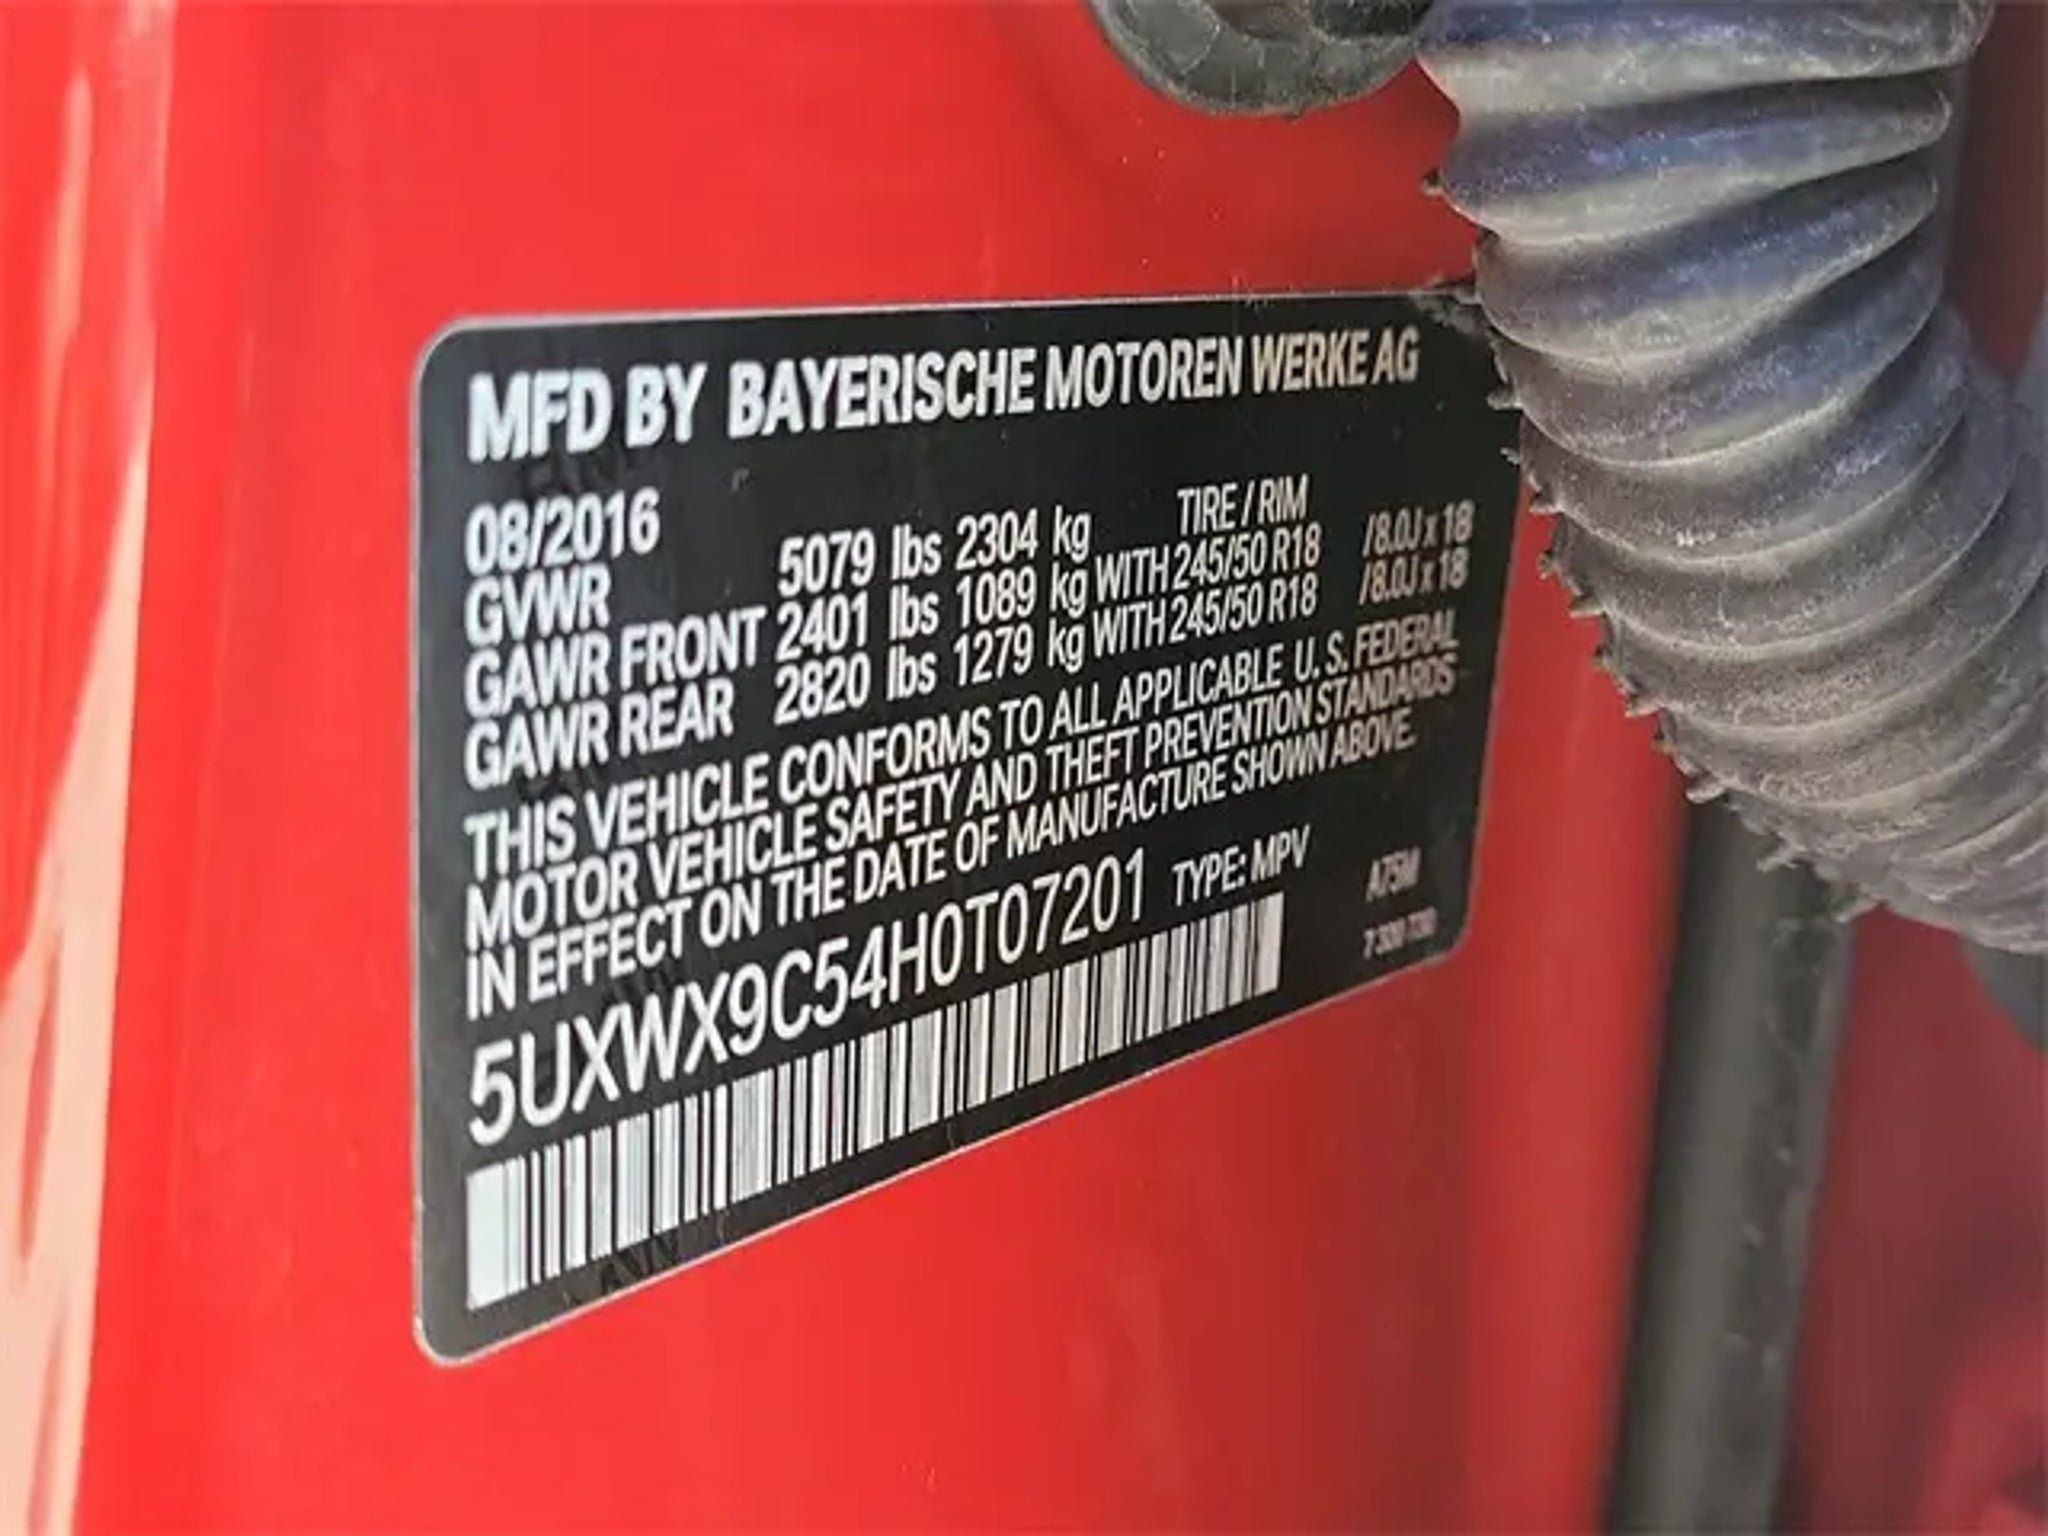 MFD BY BAYERISCHE MOTOREN WERKE AG
08/2016 TIRE / RIM
GVWR 5079 lbs 2304 kg
GAWR FRONT 2401 lbs 1089 kg WITH 245/50 R18 /8.0J x 18
GAWR REAR 2820 lbs 1279 kg WITH 245/50 R18 /8.0J x 18
THIS VEHICLE CONFORMS TO ALL APPLICABLE U. S. FEDERAL
MOTOR VEHICLE SAFETY AND THEFT PREVENTION STANDARDS
IN EFFECT ON THE DATE OF MANUFACTURE SHOWN ABOVE.
5UXWX9C54H0T07201 TYPE: MPV A75M